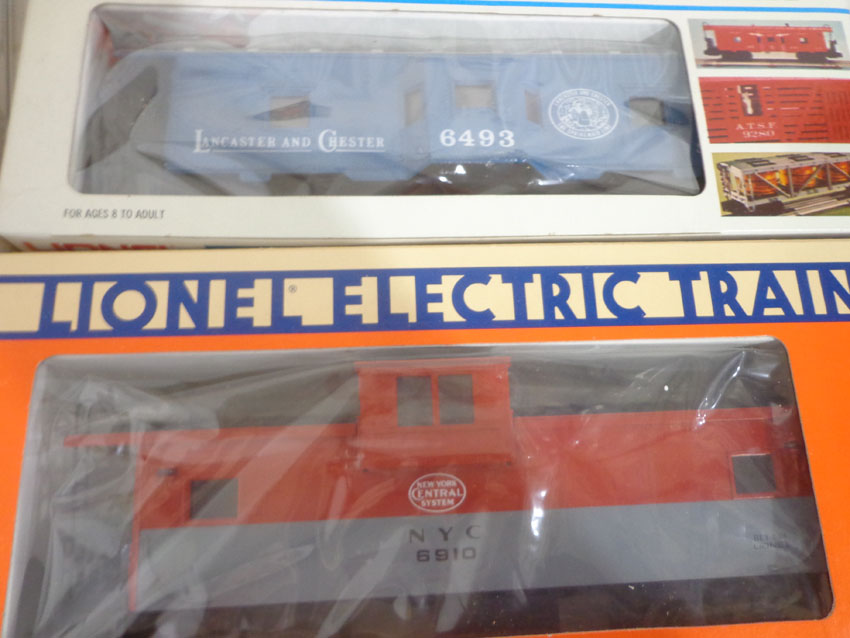 LANCASTER AND CHESTER
6493
A.T.S.F
9280
FOR AGES 8 TO ADULT
LIONEL
LIONEL® ELECTRIC TRAIN
NEW YORK
CENTRAL
SYSTEM
NYC
6910